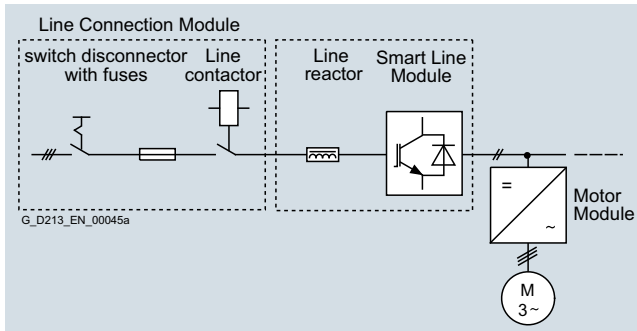 Line Connection Module
switch disconnector
with fuses
Line
contactor
Line
reactor
Smart Line
Module
G_D213_EN_00045a
=
~
Motor
Module
M
3~